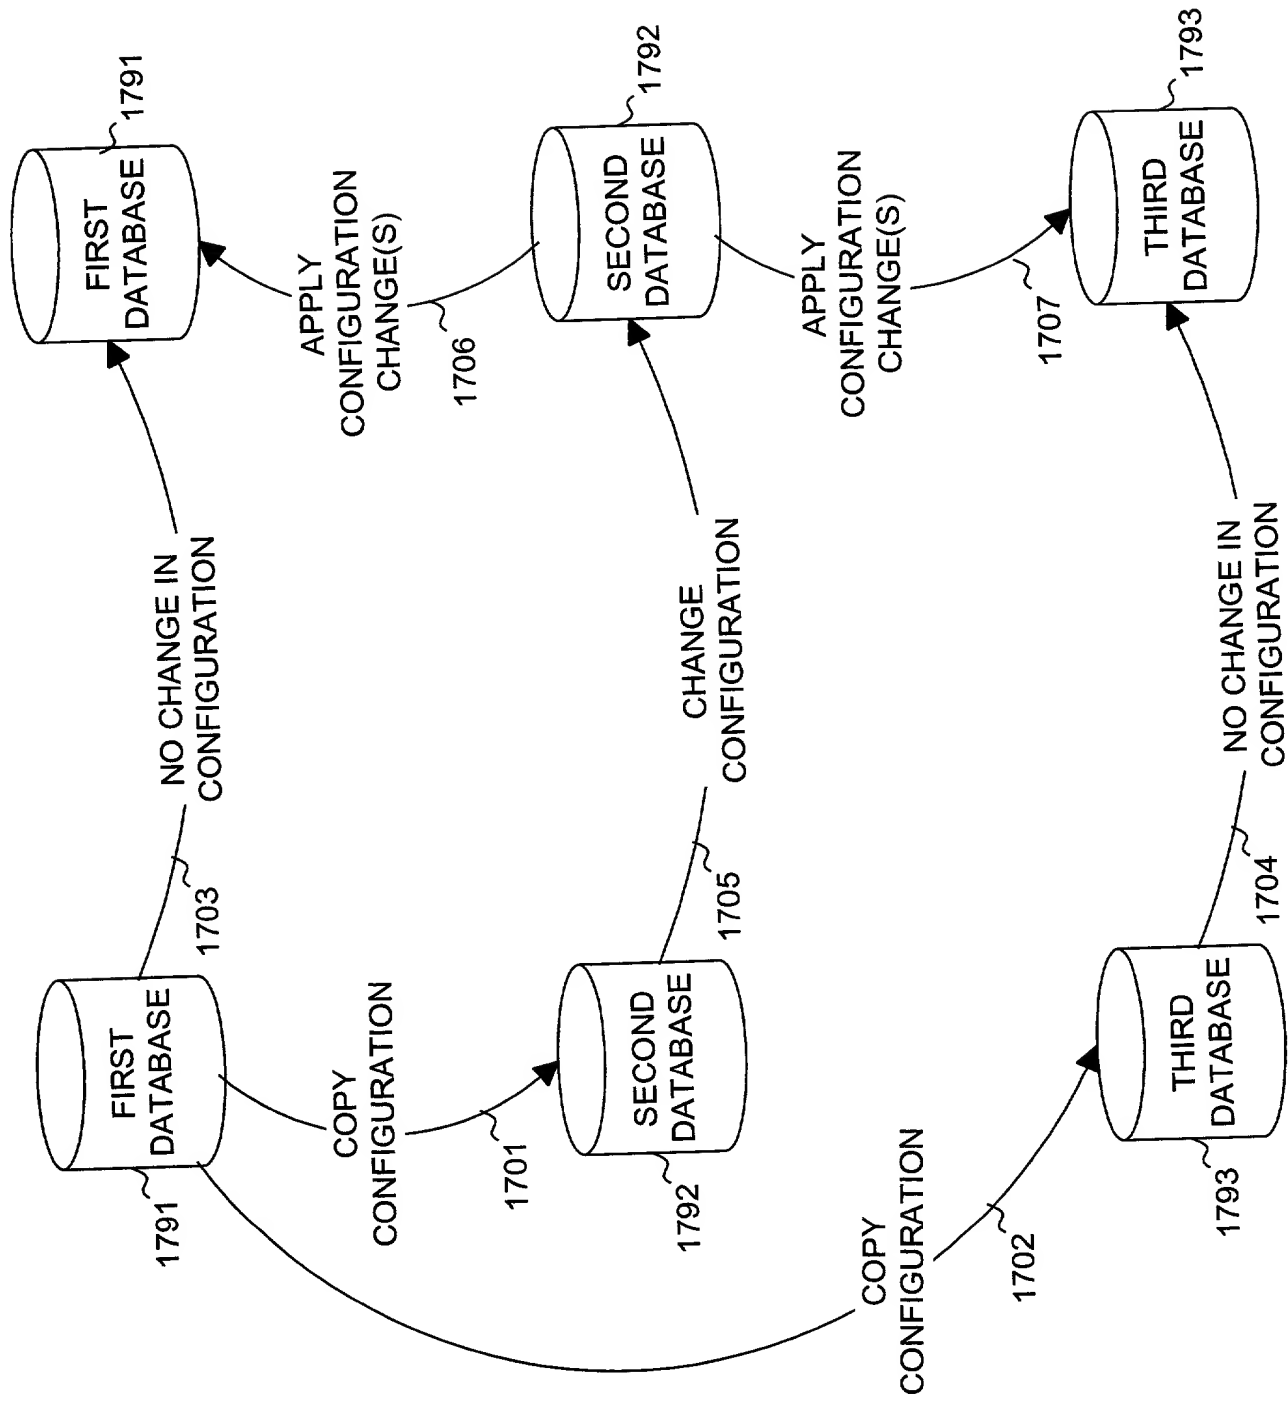 FIRST
DATABASE
1791
NO CHANGE IN
CONFIGURATION
1703
FIRST
DATABASE
1791
COPY
CONFIGURATION
1701
APPLY
CONFIGURATION
CHANGE(S)
1706
SECOND
DATABASE
1792
CHANGE
CONFIGURATION
1705
SECOND
DATABASE
1792
COPY
CONFIGURATION
1702
APPLY
CONFIGURATION
CHANGE(S)
1707
THIRD
DATABASE
1793
NO CHANGE IN
CONFIGURATION
1704
THIRD
DATABASE
1793